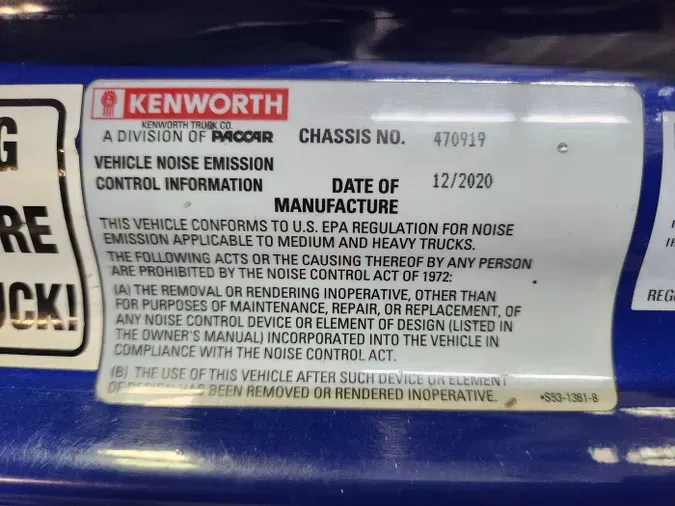 KENWORTH
KENWORTH TRUCK CO.
A DIVISION OF PACCAR
CHASSIS NO. 470919
VEHICLE NOISE EMISSION
CONTROL INFORMATION
DATE OF
MANUFACTURE
12/2020
THIS VEHICLE CONFORMS TO U.S. EPA REGULATION FOR NOISE
EMISSION APPLICABLE TO MEDIUM AND HEAVY TRUCKS.
THE FOLLOWING ACTS OR THE CAUSING THEREOF BY ANY PERSON
ARE PROHIBITED BY THE NOISE CONTROL ACT OF 1972:
(A) THE REMOVAL OR RENDERING INOPERATIVE, OTHER THAN
FOR PURPOSES OF MAINTENANCE, REPAIR, OR REPLACEMENT, OF
ANY NOISE CONTROL DEVICE OR ELEMENT OF DESIGN (LISTED IN
THE OWNER'S MANUAL) INCORPORATED INTO THE VEHICLE IN
COMPLIANCE WITH THE NOISE CONTROL ACT.
(B) THE USE OF THIS VEHICLE AFTER SUCH DEVICE OR ELEMENT
OF DESIGN HAS BEEN REMOVED OR RENDERED INOPERATIVE.
•S53-1361-8
G
RE
UCK!
REGU